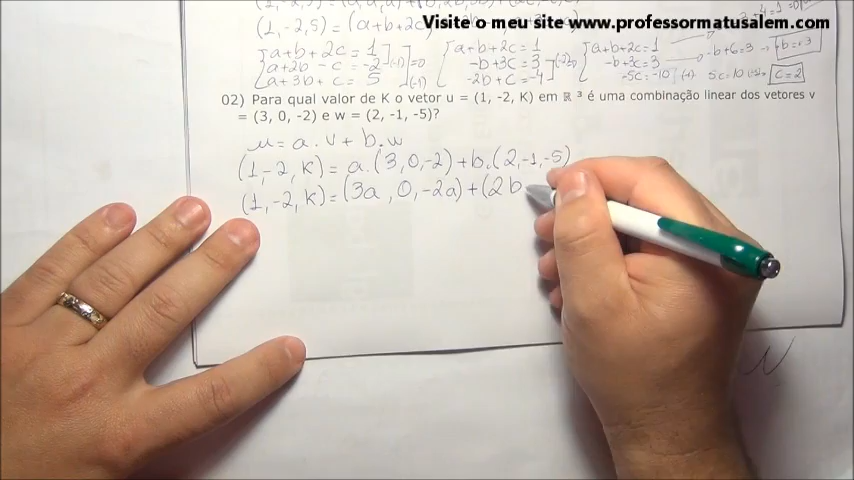 Visite o meu site www.professormatusalem.com
(1, -2, 5) = (a+b+2c,
a+b+2c = 1 a+b+2c = 1 a+b+2c = 1
a+2b - c = -2 -b+3c = 3 -b+3c = 3 -b+6 = 3
a+3b+c = 5 -2b+c = -4 -5c = -10 (-1) 5c = 10 c = 2
02) Para qual valor de K o vetor u = (1, -2, K) em ℝ ³ é uma combinação linear dos vetores v
= (3, 0, -2) e w = (2, -1, -5)?
u = a.v + b.w
(1, -2, K) = a.(3, 0, -2) + b.(2, -1, -5)
(1, -2, K) = (3a, 0, -2a) + (2b